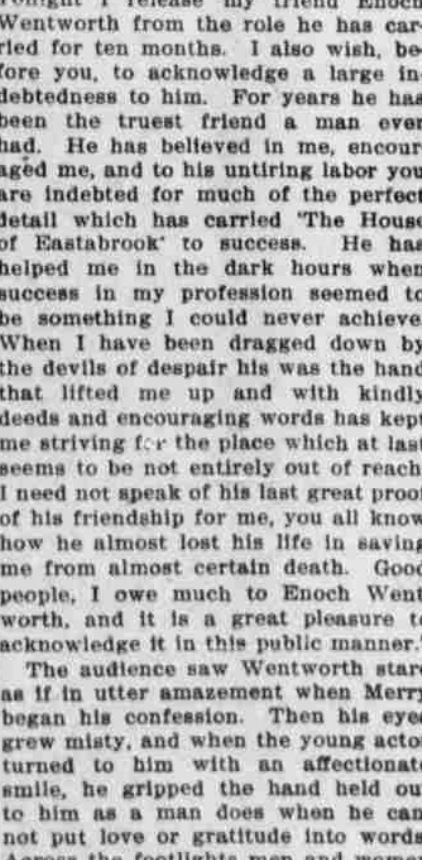 Tonight I release my friend Enoch
Wentworth from the role he has car-
ried for ten months. I also wish, be-
fore you, to acknowledge a large in-
debtedness to him. For years he has
been the truest friend a man ever
had. He has believed in me, encour-
aged me, and to his untiring labor you
are indebted for much of the perfect
detail which has carried 'The House
of Eastabrook' to success. He has
helped me in the dark hours when
success in my profession seemed to
be something I could never achieve.
When I have been dragged down by
the devils of despair his was the hand
that lifted me up and with kindly
deeds and encouraging words has kept
me striving for the place which at last
seems to be not entirely out of reach.
I need not speak of his last great proof
of his friendship for me, you all know
how he almost lost his life in saving
me from almost certain death. Good
people, I owe much to Enoch Went-
worth, and it is a great pleasure to
acknowledge it in this public manner."
The audience saw Wentworth stare
as if in utter amazement when Merry
began his confession. Then his eyes
grew misty, and when the young actor
turned to him with an affectionate
smile, he gripped the hand held out
to him as a man does when he can
not put love or gratitude into words.
Across the footlights men and women